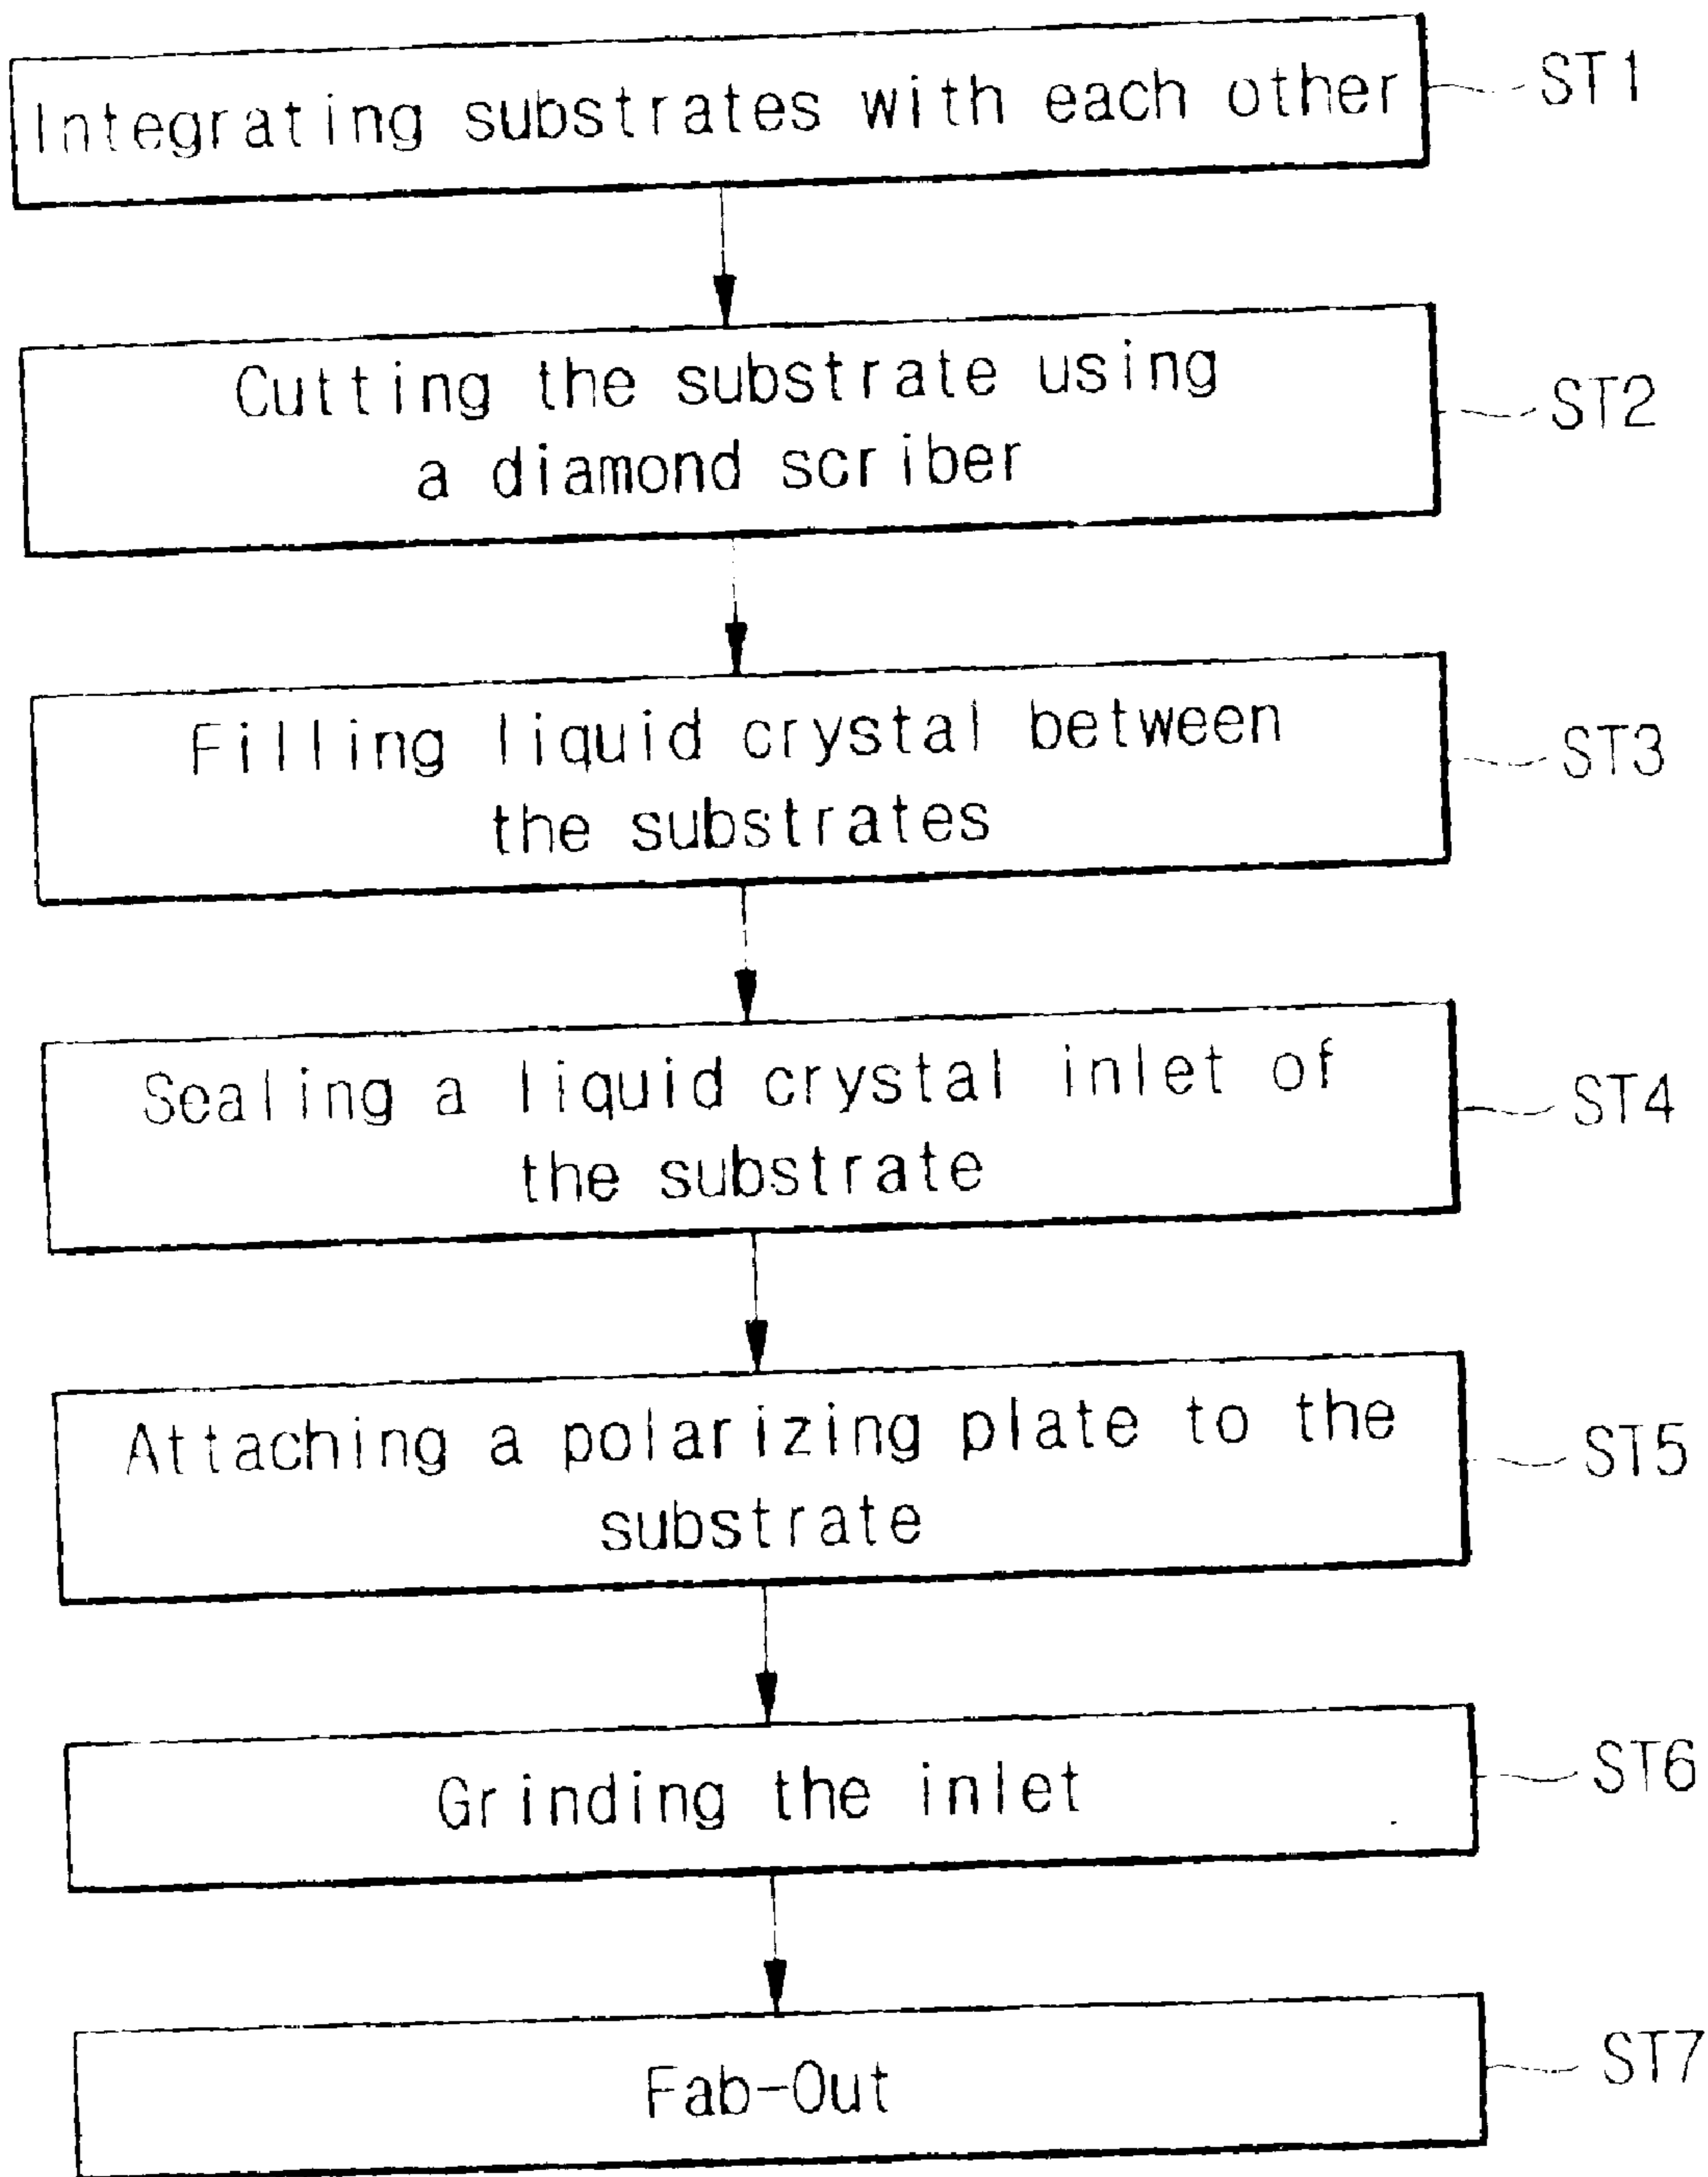 Integrating substrates with each other
ST1
Cutting the substrate using
a diamond scriber
ST2
Filling liquid crystal between
the substrates
ST3
Sealing a liquid crystal inlet of
the substrate
ST4
Attaching a polarizing plate to the
substrate
ST5
Grinding the inlet
ST6
Fab-Out
ST7